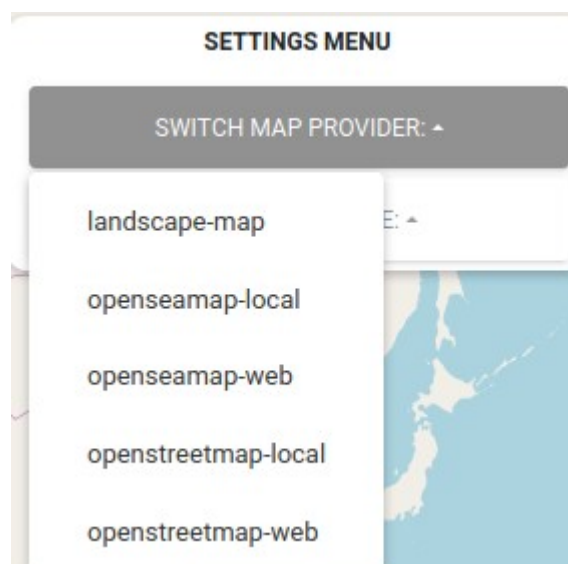 SETTINGS MENU
SWITCH MAP PROVIDER:
E:
landscape-map
openseamap-local
openseamap-web
openstreetmap-local
openstreetmap-web